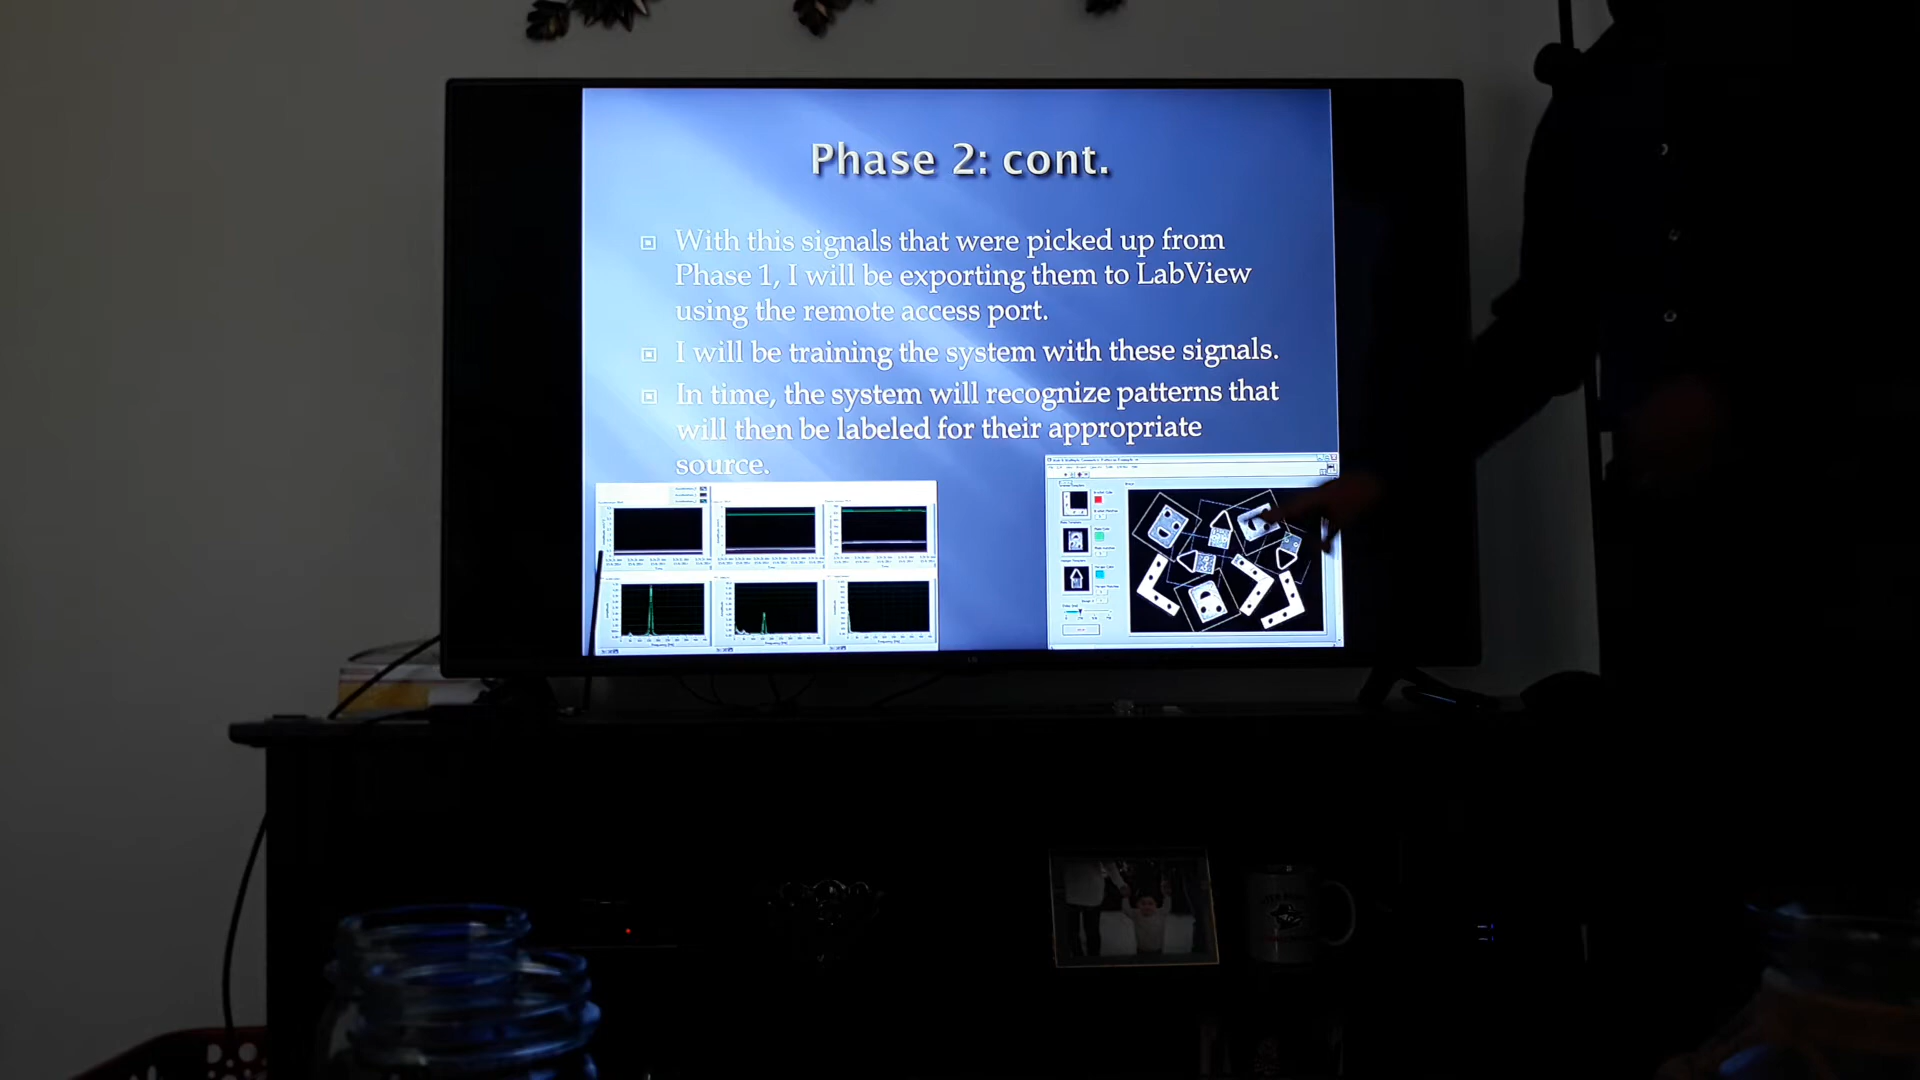 Phase 2: cont.
With this signals that were picked up from
Phase 1, I will be exporting them to LabView
using the remote access port.
I will be training the system with these signals.
In time, the system will recognize patterns that
will then be labeled for their appropriate
source.
LG